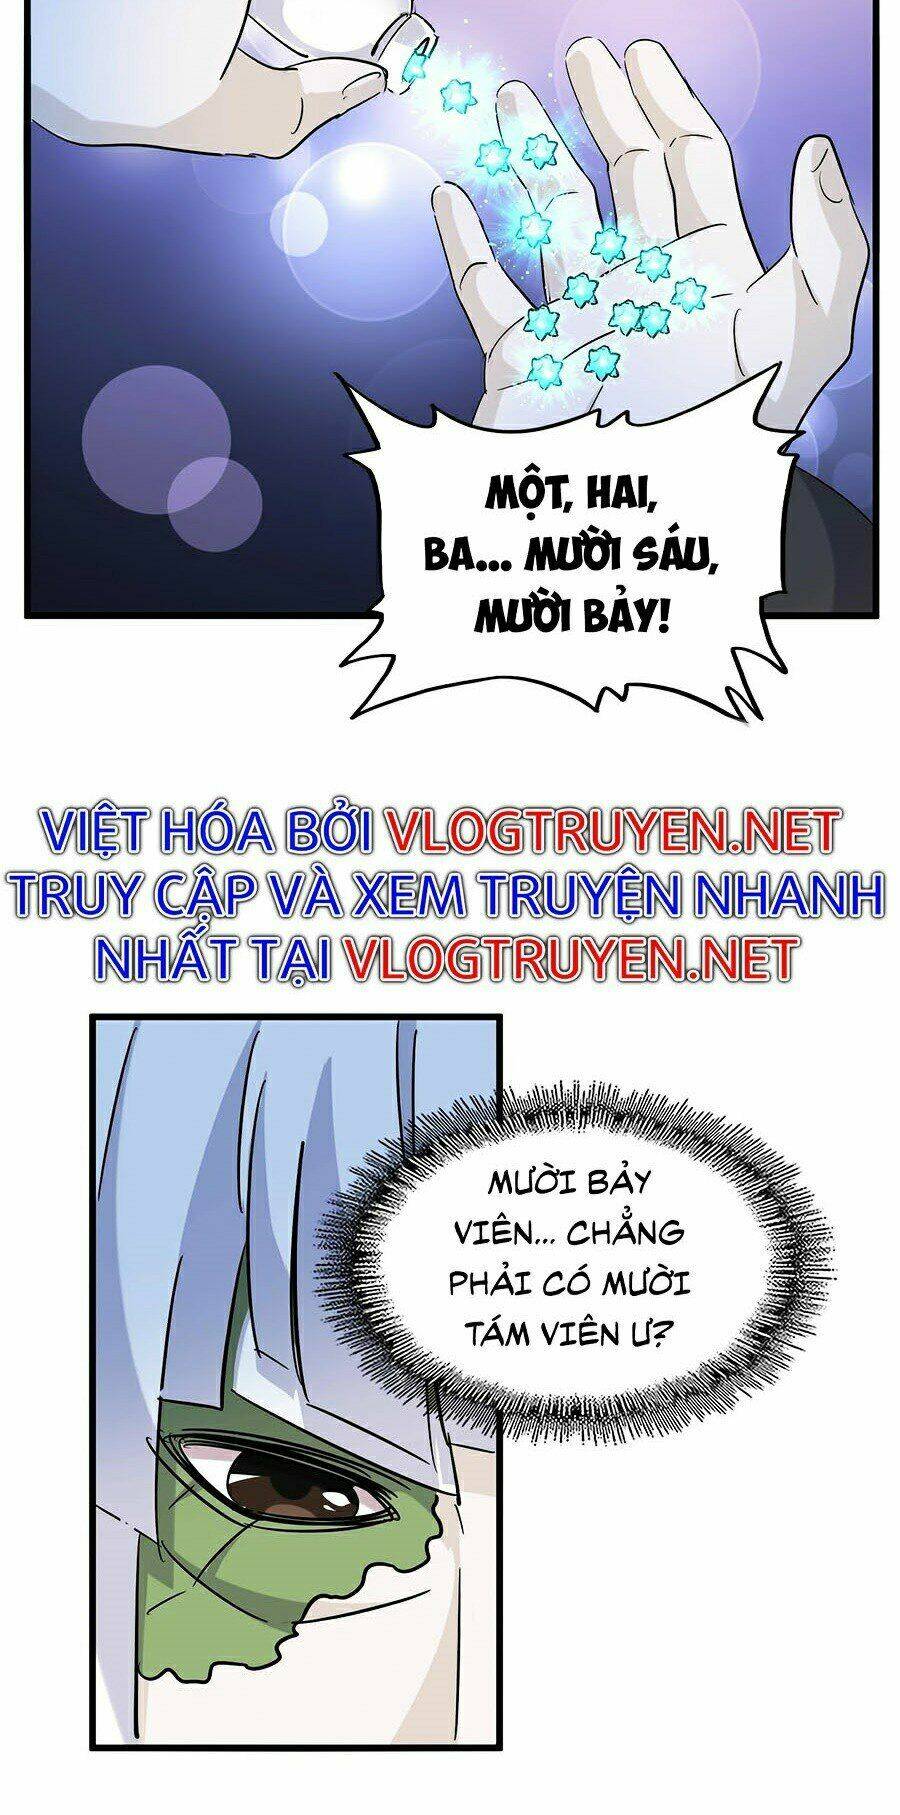 MỘT, HAI,
BA... MƯỜI SÁU,
MƯỜI BẢY!
VIỆT HÓA BỞI VLOGTRUYEN.NET
TRUY CẬP VÀ XEM TRUYỆN NHANH
NHẤT TẠI VLOGTRUYEN.NET
MƯỜI BẢY
VIÊN... CHẲNG
PHẢI CÓ MƯỜI
TÁM VIÊN Ư?